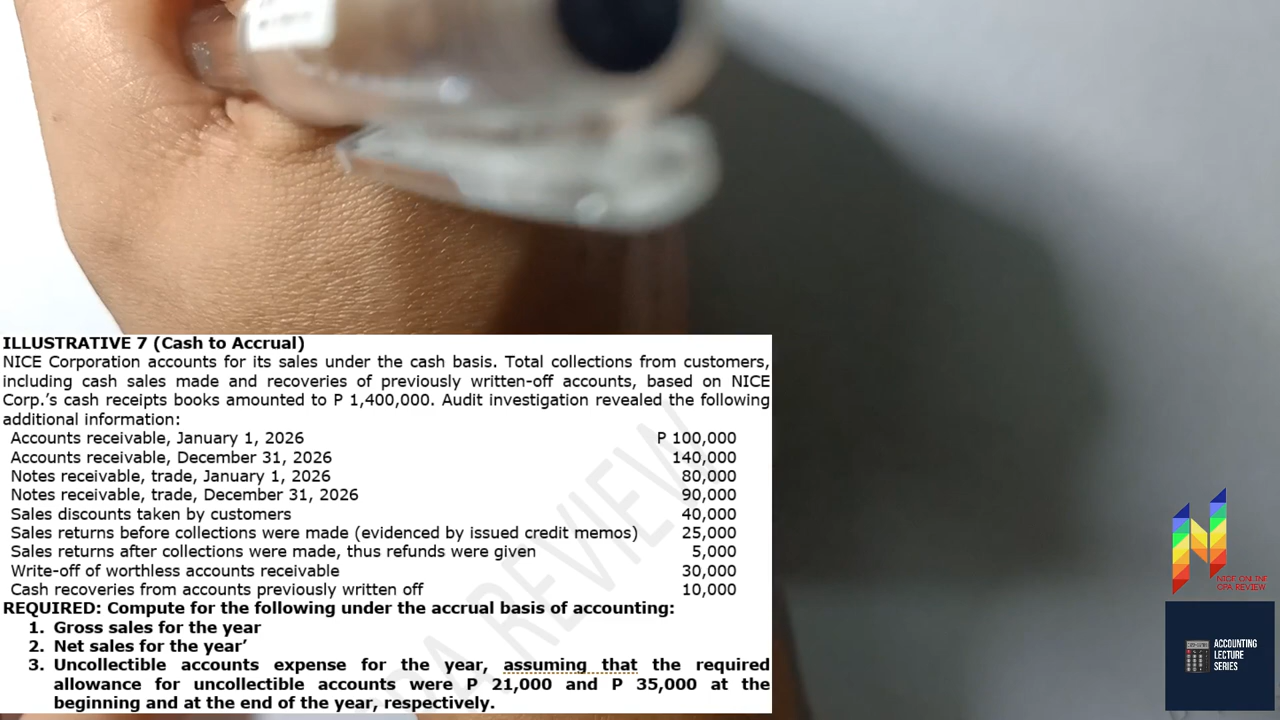 ILLUSTRATIVE 7 (Cash to Accrual)
NICE Corporation accounts for its sales under the cash basis. Total collections from customers,
including cash sales made and recoveries of previously written-off accounts, based on NICE
Corp.'s cash receipts books amounted to P 1,400,000. Audit investigation revealed the following
additional information:
Accounts receivable, January 1, 2026 P 100,000
Accounts receivable, December 31, 2026 140,000
Notes receivable, trade, January 1, 2026 80,000
Notes receivable, trade, December 31, 2026 90,000
Sales discounts taken by customers 40,000
Sales returns before collections were made (evidenced by issued credit memos) 25,000
Sales returns after collections were made, thus refunds were given 5,000
Write-off of worthless accounts receivable 30,000
Cash recoveries from accounts previously written off 10,000
REQUIRED: Compute for the following under the accrual basis of accounting:
1. Gross sales for the year
2. Net sales for the year'
3. Uncollectible accounts expense for the year, assuming that the required
allowance for uncollectible accounts were P 21,000 and P 35,000 at the
beginning and at the end of the year, respectively.
PA REVIEW
NICE ONLINE
CPA REVIEW
ACCOUNTING
LECTURE
SERIES